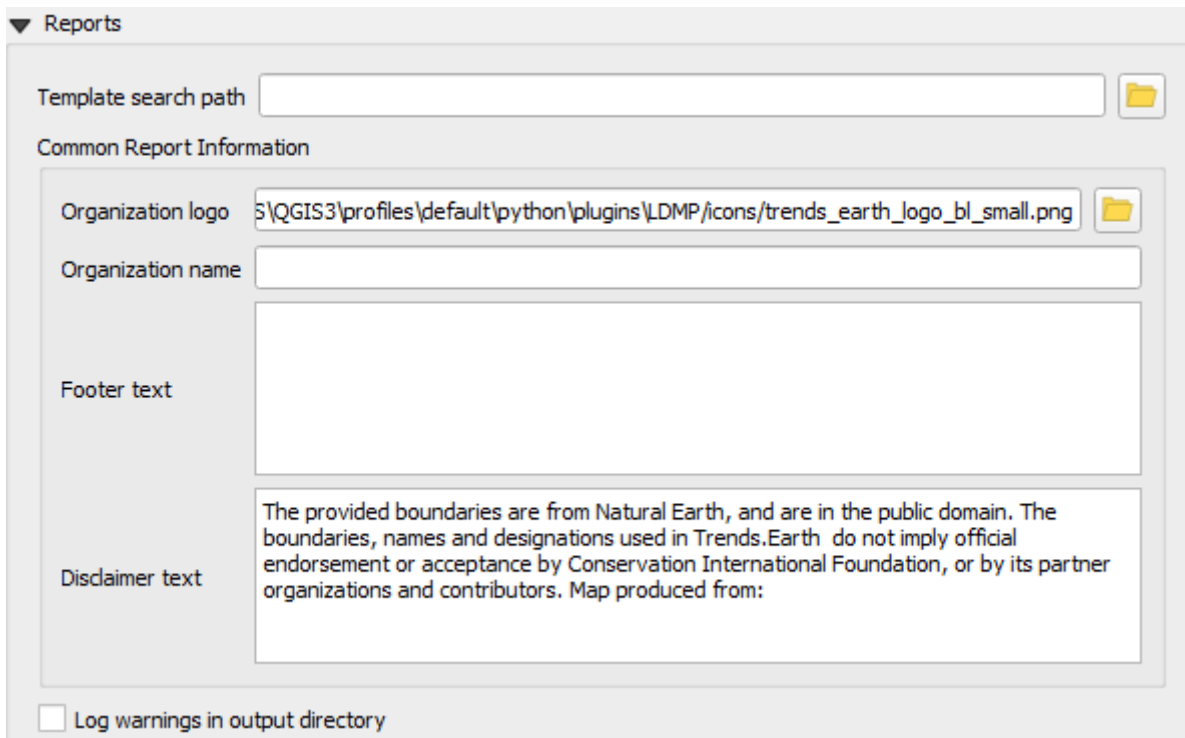 Reports
Template search path
Common Report Information
Organization logo S\QGIS3\profiles\default\python\plugins\LDMP/icons/trends_earth_logo_bl_small.png
Organization name
Footer text
Disclaimer text
The provided boundaries are from Natural Earth, and are in the public domain. The
boundaries, names and designations used in Trends.Earth  do not imply official
endorsement or acceptance by Conservation International Foundation, or by its partner
organizations and contributors. Map produced from:
Log warnings in output directory